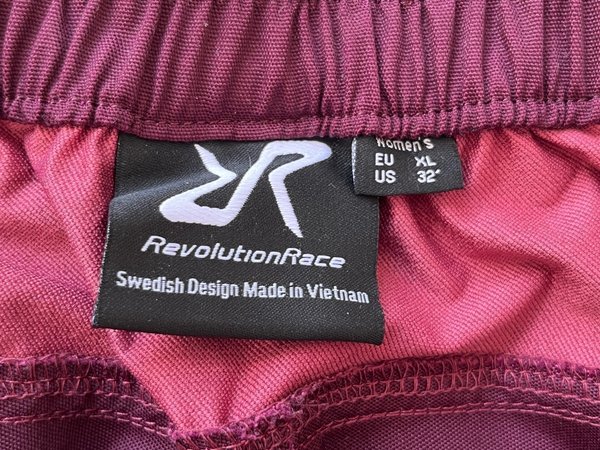 RevolutionRace
Swedish Design Made in Vietnam
Women's
EU XL
US 32"